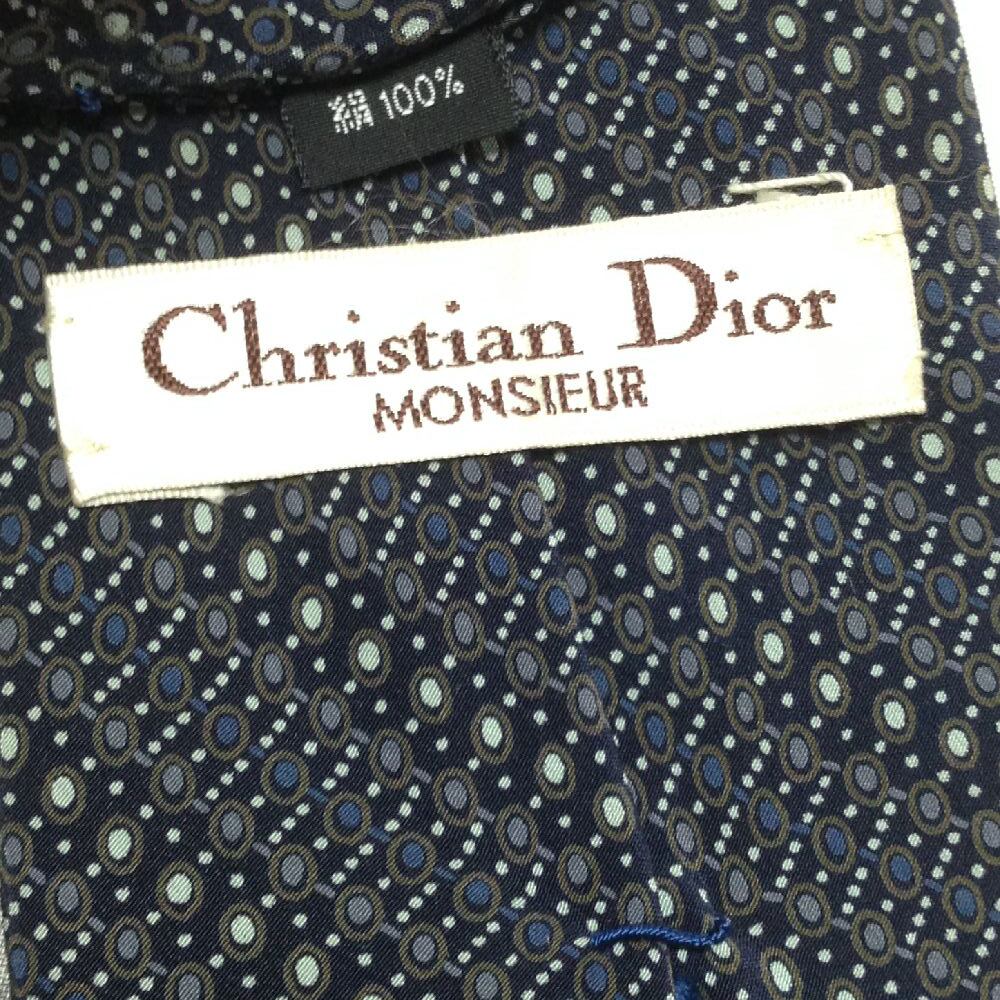 絹100%
Christian Dior
MONSIEUR